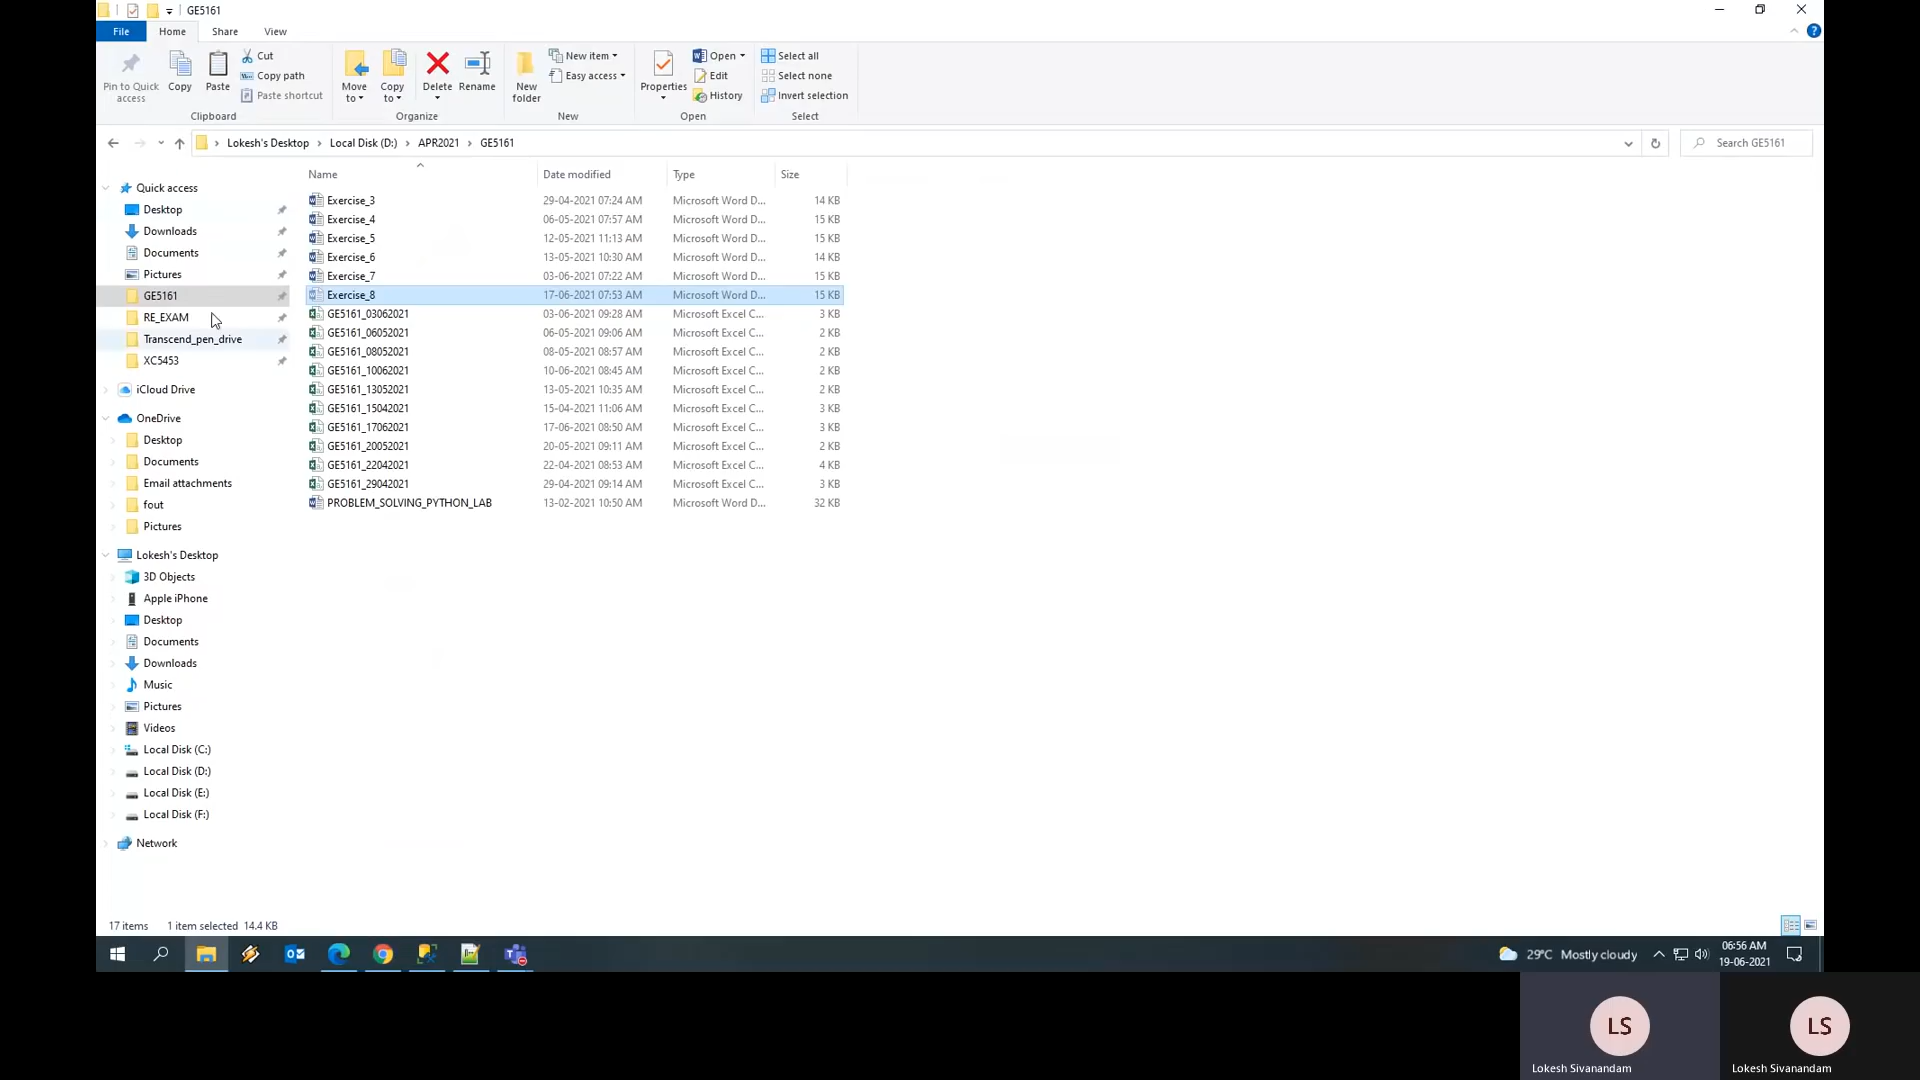 GE5161
File Home Share View
Pin to Quick access
Copy
Paste
Cut
Copy path
Paste shortcut
Clipboard
Move to
Copy to
Delete
Rename
Organize
New folder
New item
Easy access
New
Properties
Open
Edit
History
Open
Select all
Select none
Invert selection
Select
Lokesh's Desktop > Local Disk (D:) > APR2021 > GE5161
Search GE5161
Name Date modified Type Size
Exercise_3 29-04-2021 07:24 AM Microsoft Word D... 14 KB
Exercise_4 06-05-2021 07:57 AM Microsoft Word D... 15 KB
Exercise_5 12-05-2021 11:13 AM Microsoft Word D... 15 KB
Exercise_6 13-05-2021 10:30 AM Microsoft Word D... 14 KB
Exercise_7 03-06-2021 07:22 AM Microsoft Word D... 15 KB
Exercise_8 17-06-2021 07:53 AM Microsoft Word D... 15 KB
GE5161_03062021 03-06-2021 09:28 AM Microsoft Excel C... 3 KB
GE5161_06052021 06-05-2021 09:06 AM Microsoft Excel C... 2 KB
GE5161_08052021 08-05-2021 08:57 AM Microsoft Excel C... 2 KB
GE5161_10062021 10-06-2021 08:45 AM Microsoft Excel C... 2 KB
GE5161_13052021 13-05-2021 10:35 AM Microsoft Excel C... 2 KB
GE5161_15042021 15-04-2021 11:06 AM Microsoft Excel C... 3 KB
GE5161_17062021 17-06-2021 08:50 AM Microsoft Excel C... 3 KB
GE5161_20052021 20-05-2021 09:11 AM Microsoft Excel C... 2 KB
GE5161_22042021 22-04-2021 08:53 AM Microsoft Excel C... 4 KB
GE5161_29042021 29-04-2021 09:14 AM Microsoft Excel C... 3 KB
PROBLEM_SOLVING_PYTHON_LAB 13-02-2021 10:50 AM Microsoft Word D... 32 KB
Quick access
Desktop
Downloads
Documents
Pictures
GE5161
RE_EXAM
Transcend_pen_drive
XC5453
iCloud Drive
OneDrive
Desktop
Documents
Email attachments
fout
Pictures
Lokesh's Desktop
3D Objects
Apple iPhone
Desktop
Documents
Downloads
Music
Pictures
Videos
Local Disk (C:)
Local Disk (D:)
Local Disk (E:)
Local Disk (F:)
Network
17 items 1 item selected 14.4 KB
29°C Mostly cloudy
06:56 AM
19-06-2021
LS
Lokesh Sivanandam
LS
Lokesh Sivanandam